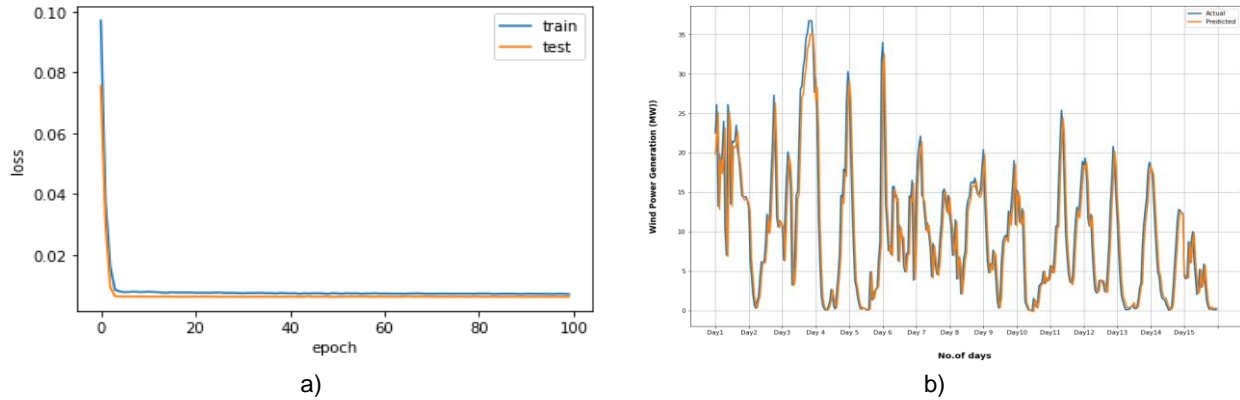 0.10
0.08
0.06
0.04
0.02
loss
train
test
0 20 40 60 80 100
epoch
a)
35
30
25
20
15
10
5
0
Wind Power Generation (MW))
Actual
Predicted
Day1 Day2 Day3 Day 4 Day 5 Day 6 Day 7 Day 8 Day 9 Day10 Day11 Day12 Day13 Day14 Day15
No.of days
b)